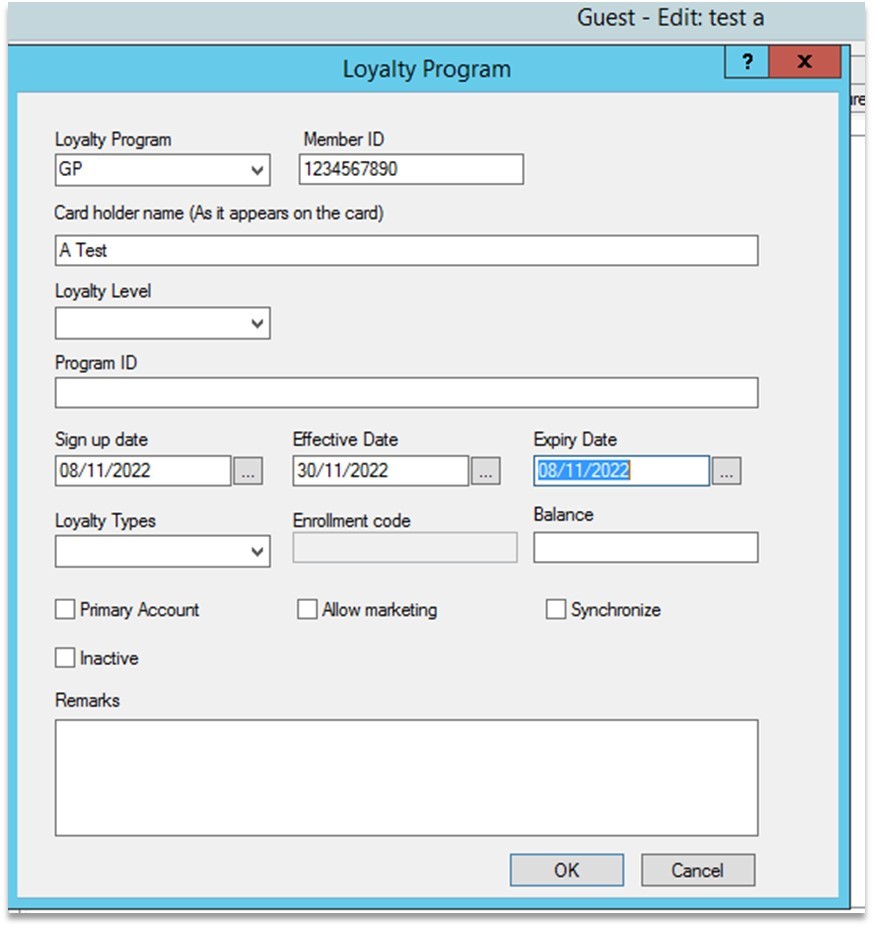 Guest - Edit: test a
Loyalty Program
?
x
Loyalty Program
Member ID
GP
1234567890
Card holder name (As it appears on the card)
A Test
Loyalty Level
Program ID
Sign up date
Effective Date
Expiry Date
08/11/2022
...
30/11/2022
...
08/11/2022
...
Loyalty Types
Enrollment code
Balance
Primary Account
Allow marketing
Synchronize
Inactive
Remarks
OK
Cancel